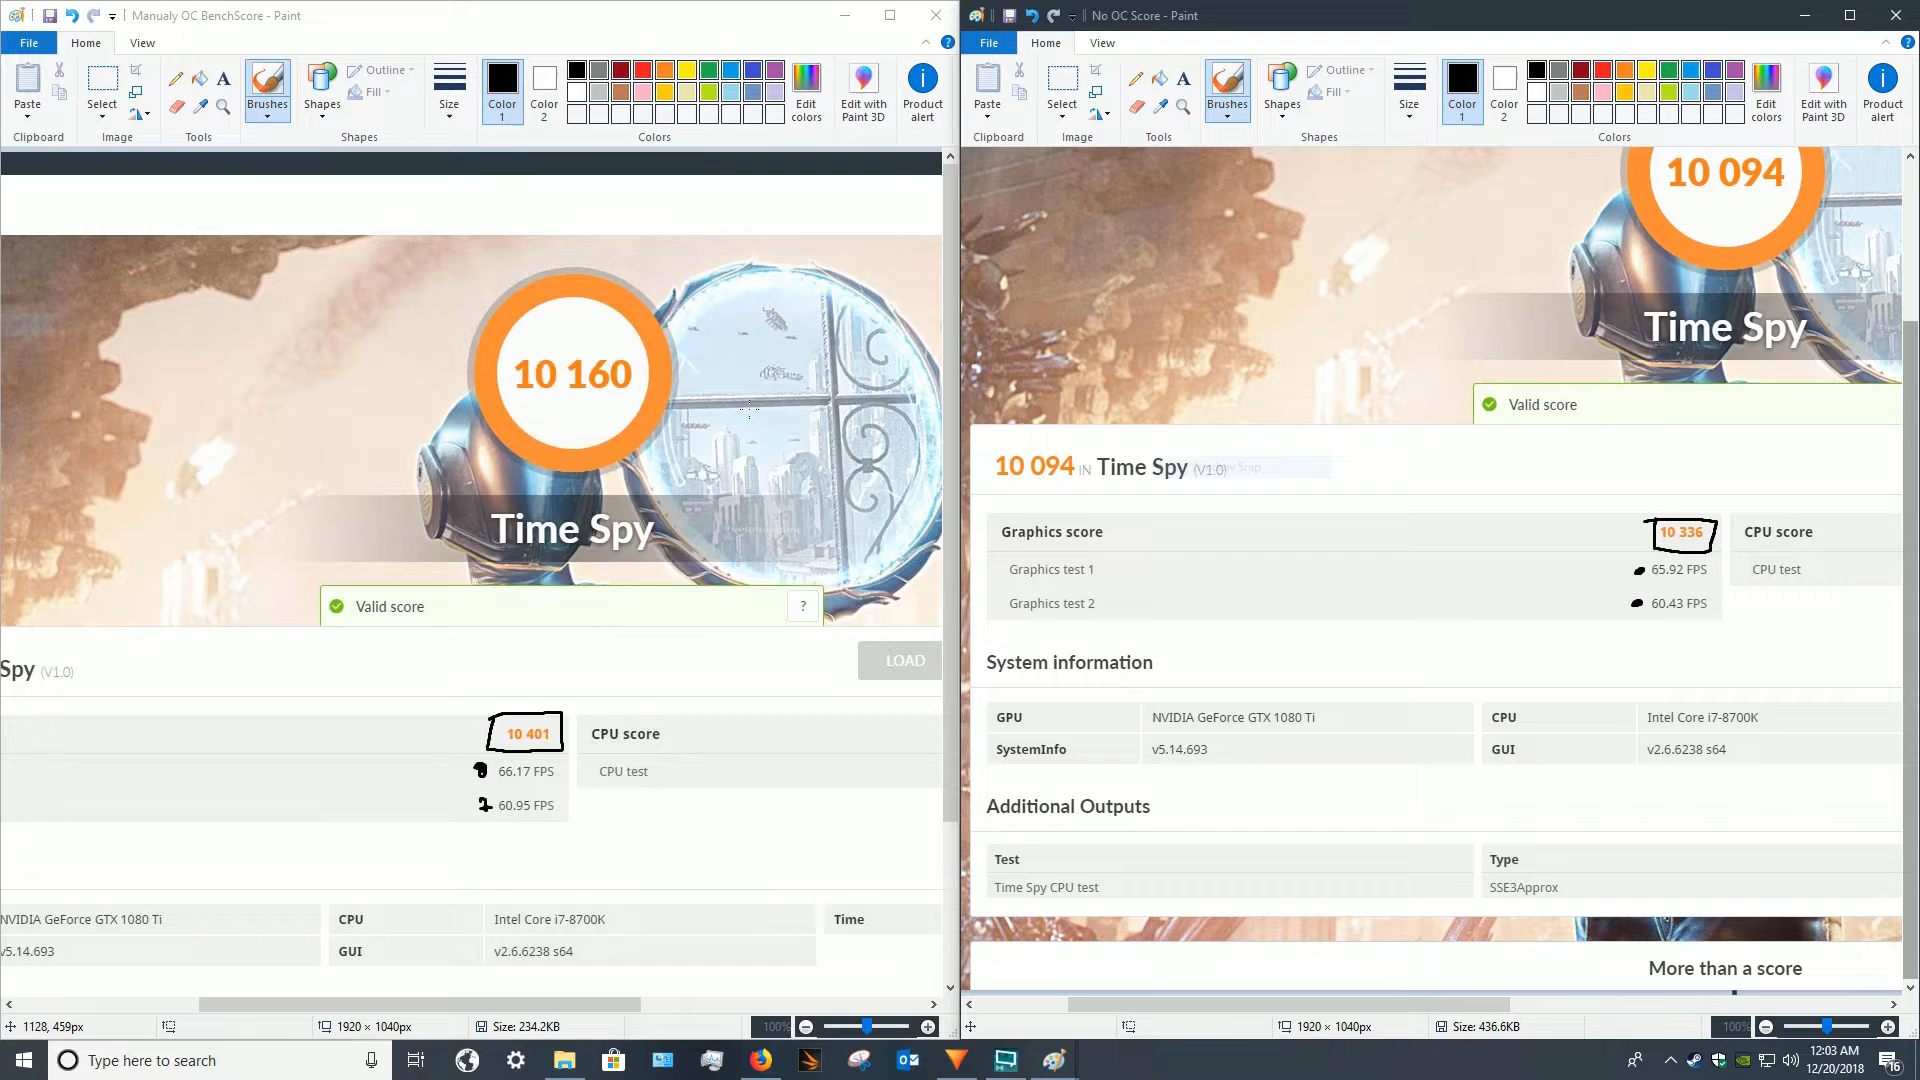 Manualy OC BenchScore - Paint
File Home View
Paste
Select
Brushes
Shapes
Outline
Fill
Size
Color 1
Color 2
Edit colors
Edit with Paint 3D
Product alert
Clipboard
Image
Tools
Shapes
Colors
10 160
Time Spy
Valid score
?
Spy (V1.0)
LOAD
10 401
CPU score
66.17 FPS
CPU test
60.95 FPS
NVIDIA GeForce GTX 1080 Ti
CPU
Intel Core i7-8700K
Time
v5.14.693
GUI
v2.6.6238 s64
1128, 459px
1920 × 1040px
Size: 234.2KB
100%
No OC Score - Paint
File Home View
Paste
Select
Brushes
Shapes
Outline
Fill
Size
Color 1
Color 2
Edit colors
Edit with Paint 3D
Product alert
Clipboard
Image
Tools
Shapes
Colors
10 094
Time Spy
Valid score
10 094 IN Time Spy (V1.0)
Graphics score
10 336
CPU score
Graphics test 1
65.92 FPS
CPU test
Graphics test 2
60.43 FPS
System information
GPU
NVIDIA GeForce GTX 1080 Ti
CPU
Intel Core i7-8700K
SystemInfo
v5.14.693
GUI
v2.6.6238 s64
Additional Outputs
Test
Type
Time Spy CPU test
SSE3Approx
More than a score
1920 × 1040px
Size: 436.6KB
100%
Type here to search
12:03 AM
12/20/2018
16